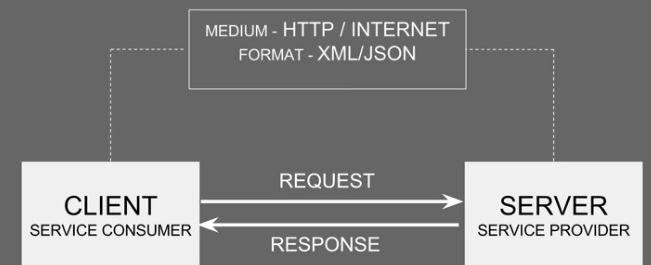 MEDIUM - HTTP / INTERNET
FORMAT - XML/JSON
REQUEST
CLIENT
SERVICE CONSUMER
SERVER
SERVICE PROVIDER
RESPONSE